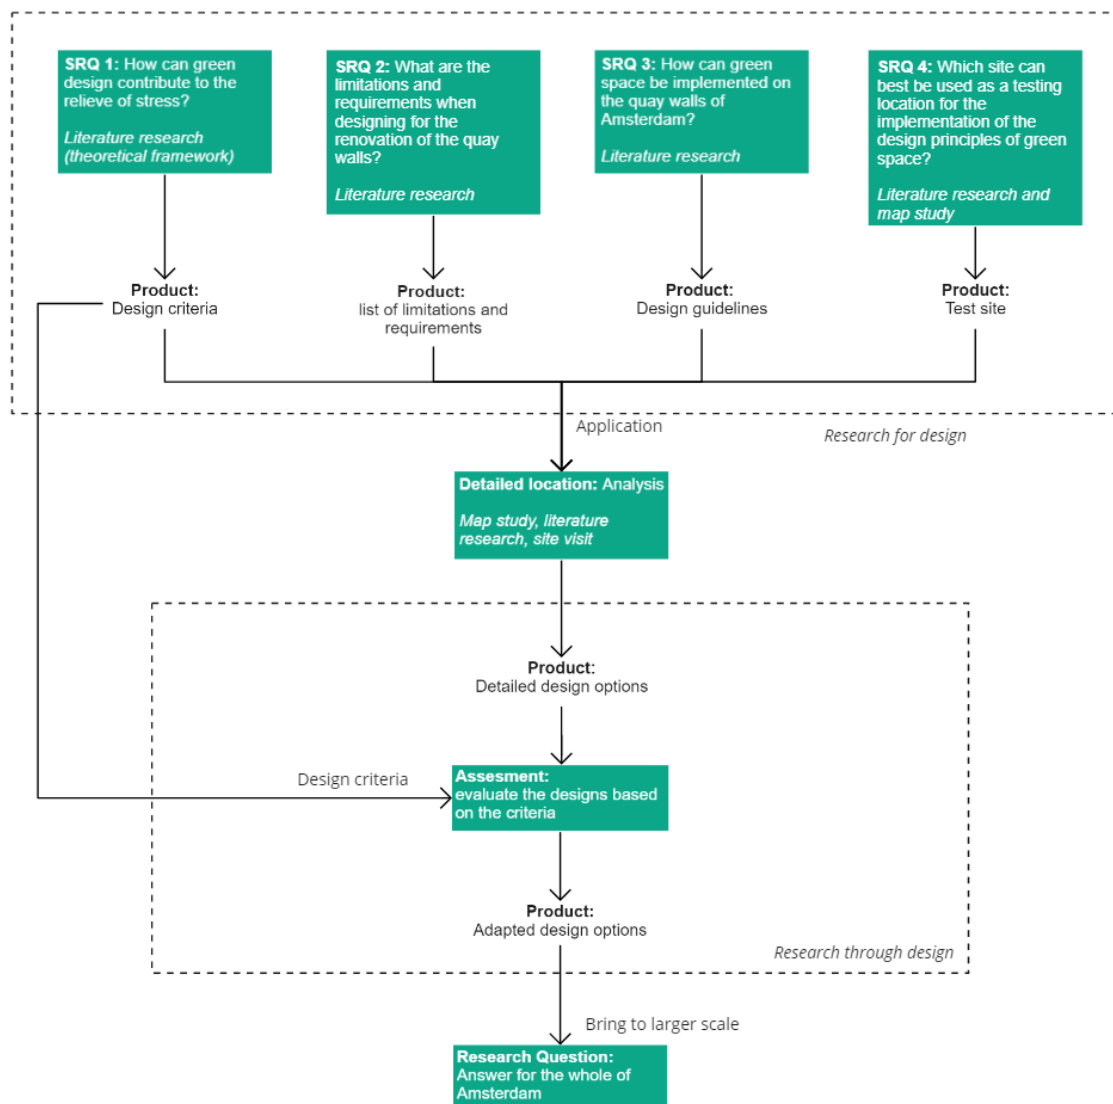 SRQ 1: How can green
design contribute to the
relieve of stress?
Literature research
(theoretical framework)
SRQ 2: What are the
limitations and
requirements when
designing for the
renovation of the quay
walls?
Literature research
SRQ 3: How can green
space be implemented on
the quay walls of
Amsterdam?
Literature research
SRQ 4: Which site can
best be used as a testing
location for the
implementation of the
design principles of green
space?
Literature research and
map study
Product:
Design criteria
Product:
list of limitations and
requirements
Product:
Design guidelines
Product:
Test site
Application
Research for design
Detailed location: Analysis
Map study, literature
research, site visit
Product:
Detailed design options
Design criteria
Assesment:
evaluate the designs based
on the criteria
Product:
Adapted design options
Research through design
Bring to larger scale
Research Question:
Answer for the whole of
Amsterdam